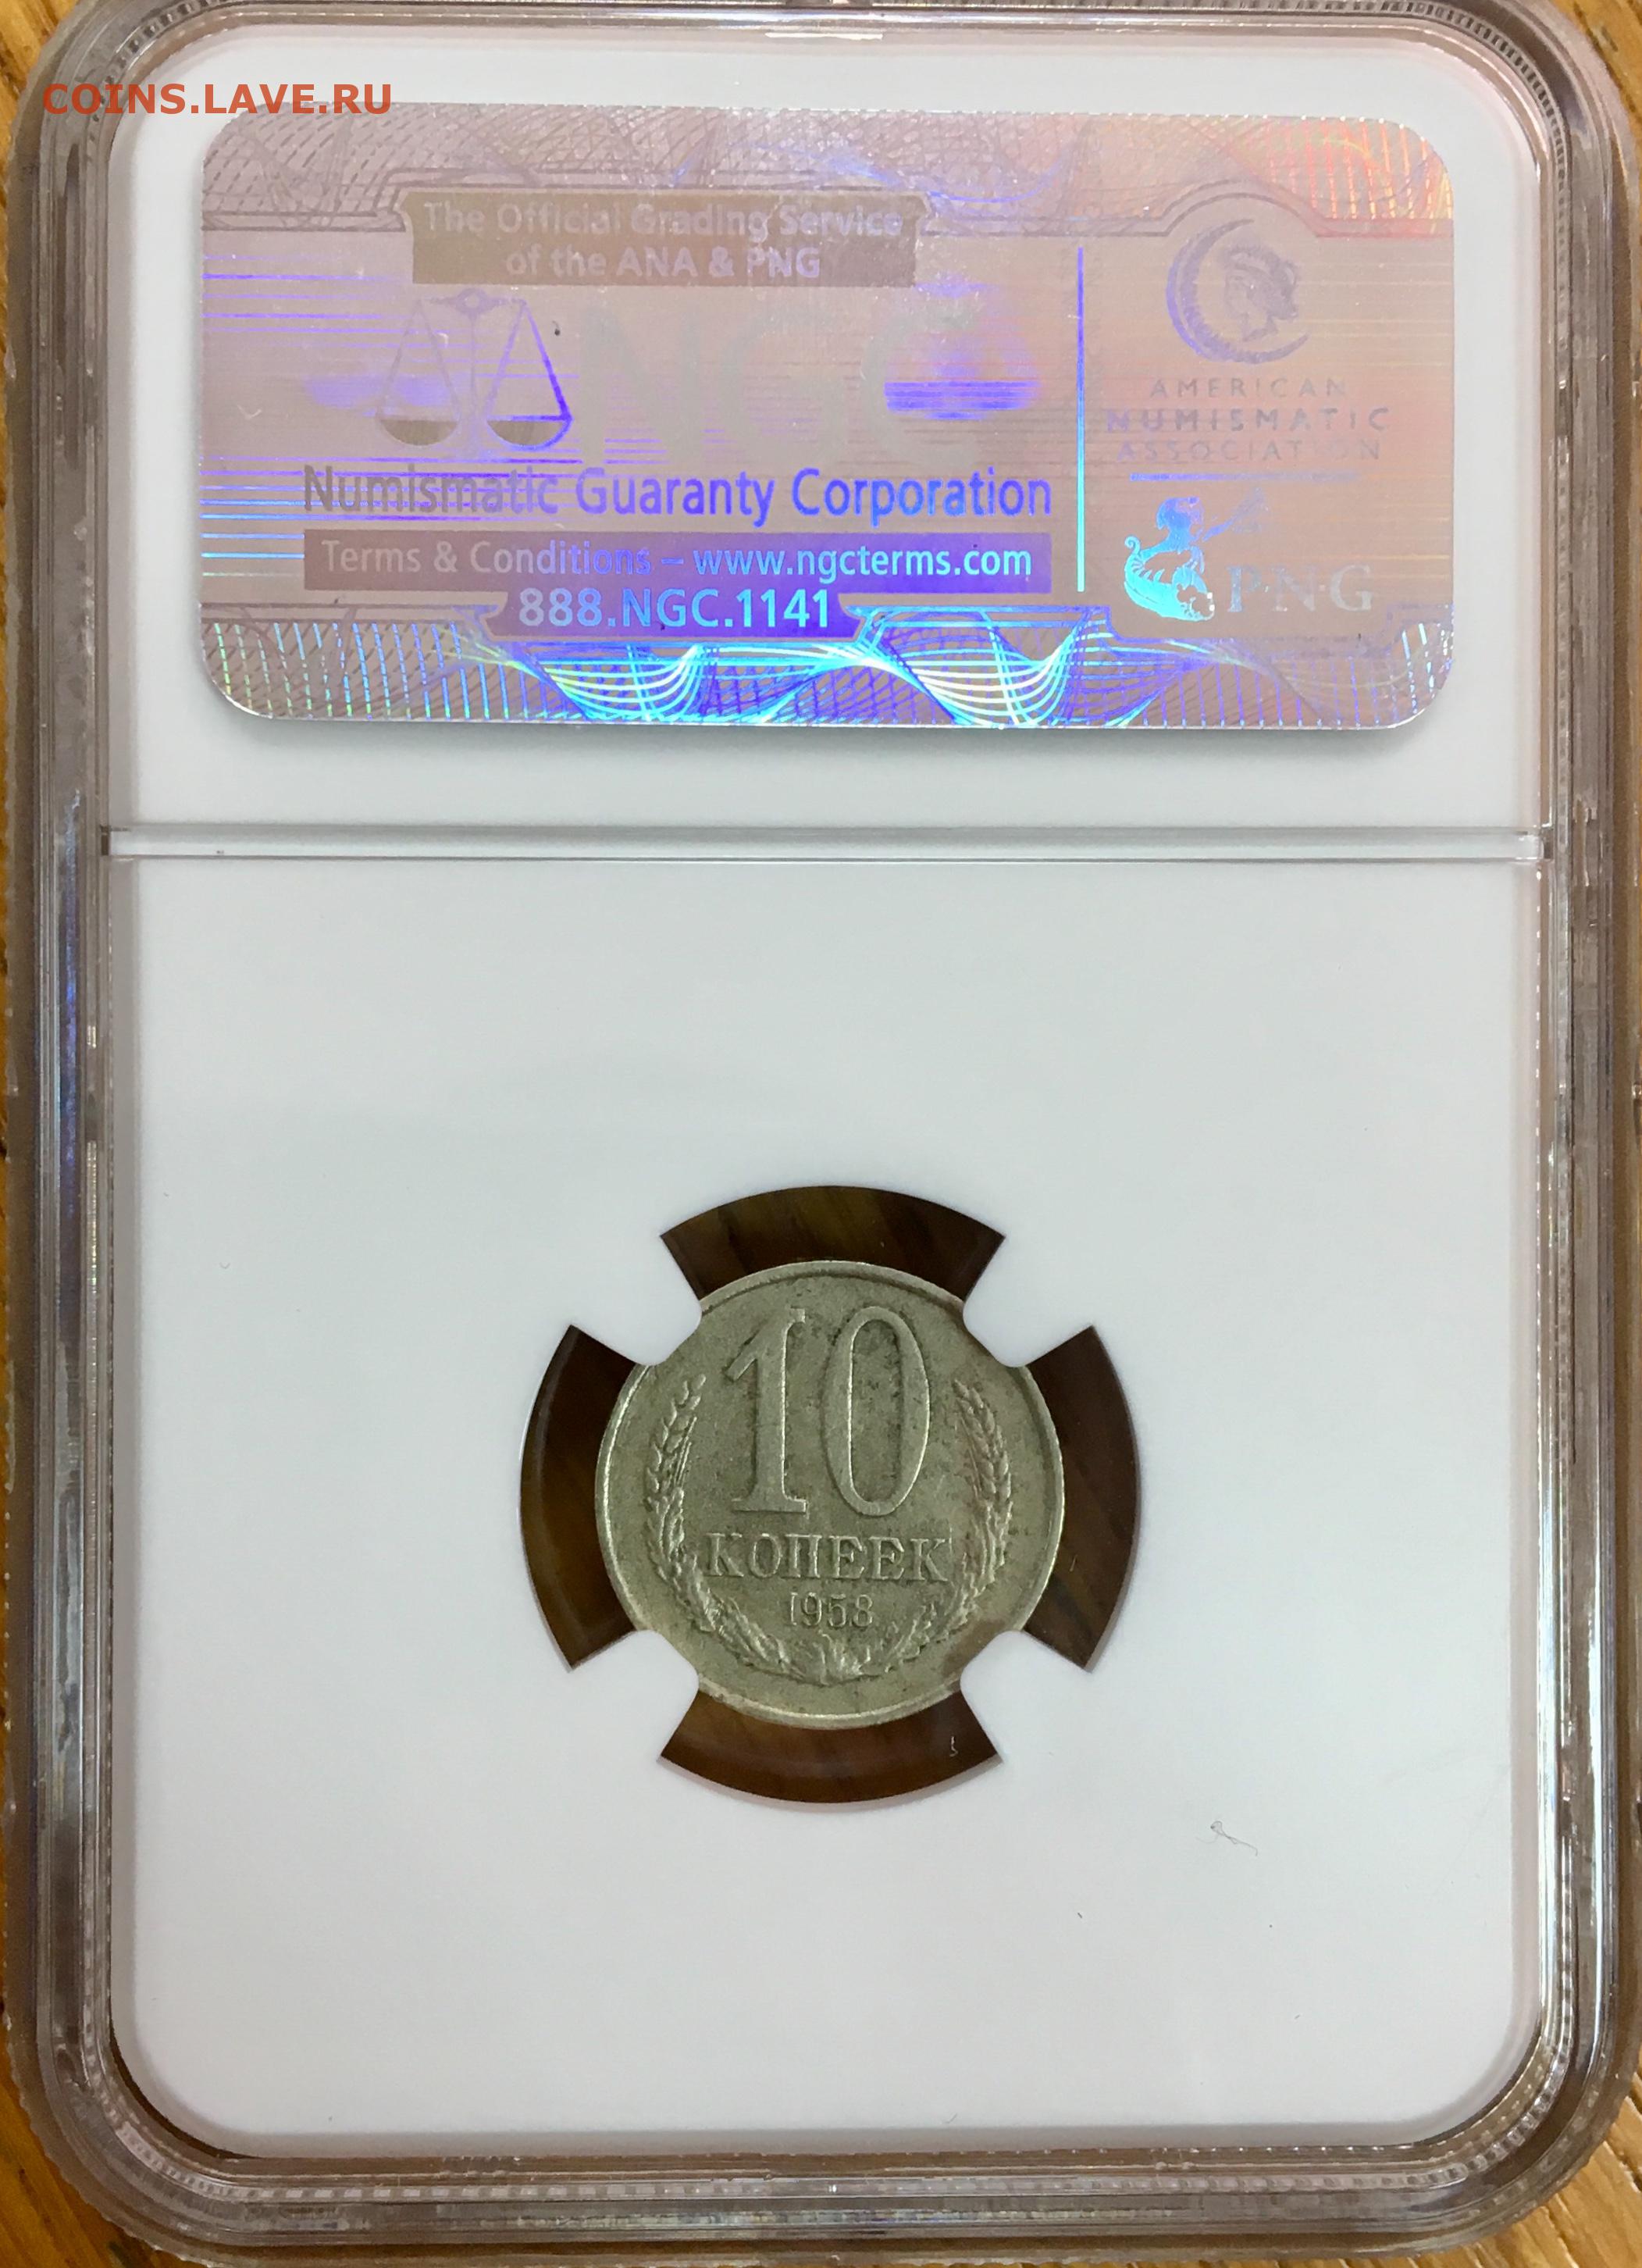 COINS.LAVE.RU
The Official Grading Service
of the ANA & PNG
NGC
Numismatic Guaranty Corporation
Terms & Conditions – www.ngcterms.com
888.NGC.1141
AMERICAN
NUMISMATIC
ASSOCIATION
PNG
10
КОПЕЕК
1958